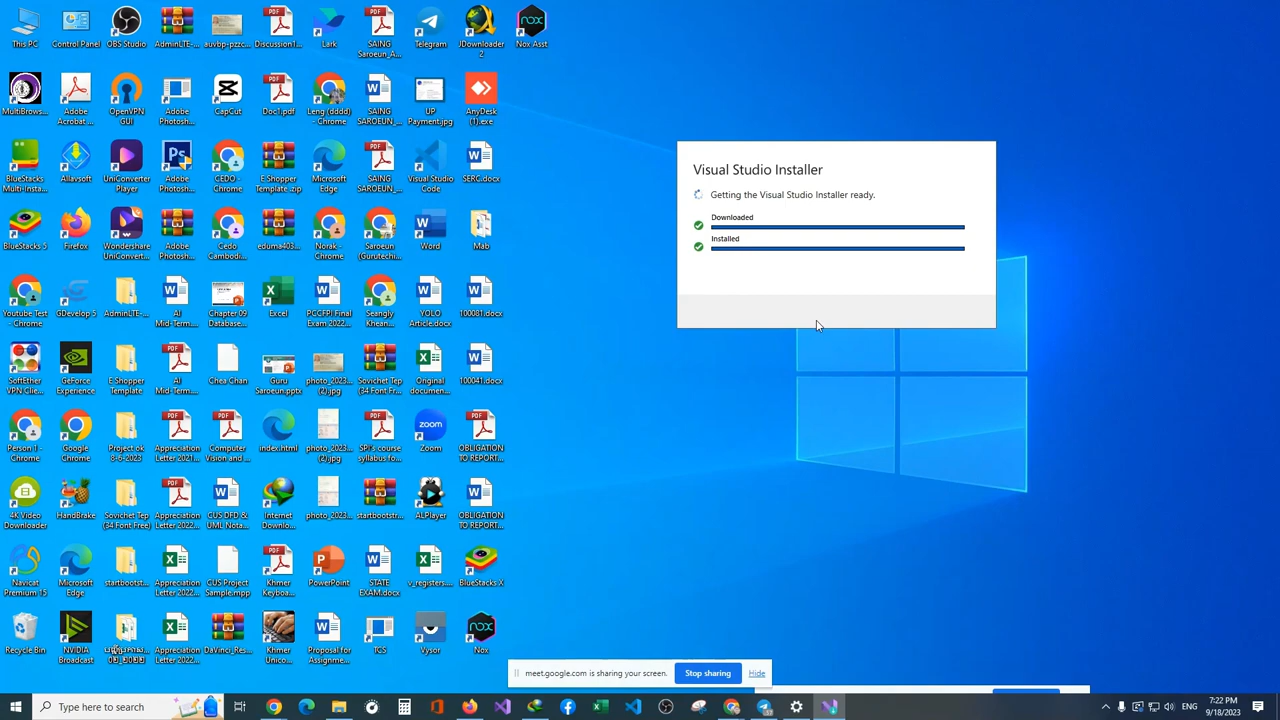 This PC
Control Panel
OBS Studio
AdminLTE-...
auvbp-pzzc...
Discussion1...
Lark
SAING
Saroeun_A...
Telegram
JDownloader
2
Nox Asst
MultiBrows...
Adobe
Acrobat ...
OpenVPN
GUI
Adobe
Photosh...
CapCut
Doc1.pdf
Leng (dddd)
- Chrome
SAING
SAROEUN_...
UP
Payment.jpg
AnyDesk
(1).exe
BlueStacks
Multi-Insta...
Allavsoft
UniConverter
Player
Adobe
Photosh...
CEDO -
Chrome
E Shopper
Template.zip
Microsoft
Edge
SAING
SAROEUN_...
Visual Studio
Code
SERC.docx
BlueStacks 5
Firefox
Wondershare
UniConvert...
Adobe
Photosh...
Cedo
Cambodi...
eduma403...
Norak -
Chrome
Saroeun
(Gurutechi...
Word
Mab
Youtube Test
- Chrome
GDevelop 5
AdminLTE-...
AI
Mid-Term....
Chapter 09
Database...
Excel
PCCFPI Final
Exam 2022...
Seangly
Khean...
YOLO
Article.docx
100081.docx
SoftEther
VPN Clie...
GeForce
Experience
E Shopper
Template
AI
Mid-Term....
Chea Chan
Guru
Saroeun.pptx
photo_2023...
(2).jpg
Sovichet Tep
(34 Font Fr...
Original
documen...
100041.docx
Person 1 -
Chrome
Google
Chrome
Project ok
8-6-2023
Appreciation
Letter 2021...
Computer
Vision and ...
index.html
photo_2023...
(2).jpg
SPI's course
syllabus fo...
Zoom
OBLIGATION
TO REPORT...
4K Video
Downloader
HandBrake
Sovichet Tep
(34 Font Free)
Appreciation
Letter 2022...
CUS DFD &
UML Nota...
Internet
Downlo...
photo_2023...
startbootstr...
ALPlayer
OBLIGATION
TO REPORT...
Navicat
Premium 15
Microsoft
Edge
startbootst...
Appreciation
Letter 2022...
CUS Project
Sample.mpp
Khmer
Keyboa...
PowerPoint
STATE
EXAM.docx
v_registers....
BlueStacks X
Recycle Bin
NVIDIA
Broadcast
Appreciation
Letter 2022...
DaVinci_Res...
Khmer
Unico...
Proposal for
Assignme...
TCS
Vysor
Nox
Visual Studio Installer
Getting the Visual Studio Installer ready.
Downloaded
Installed
meet.google.com is sharing your screen.
Stop sharing
Hide
Type here to search
ENG
7:22 PM
9/18/2023